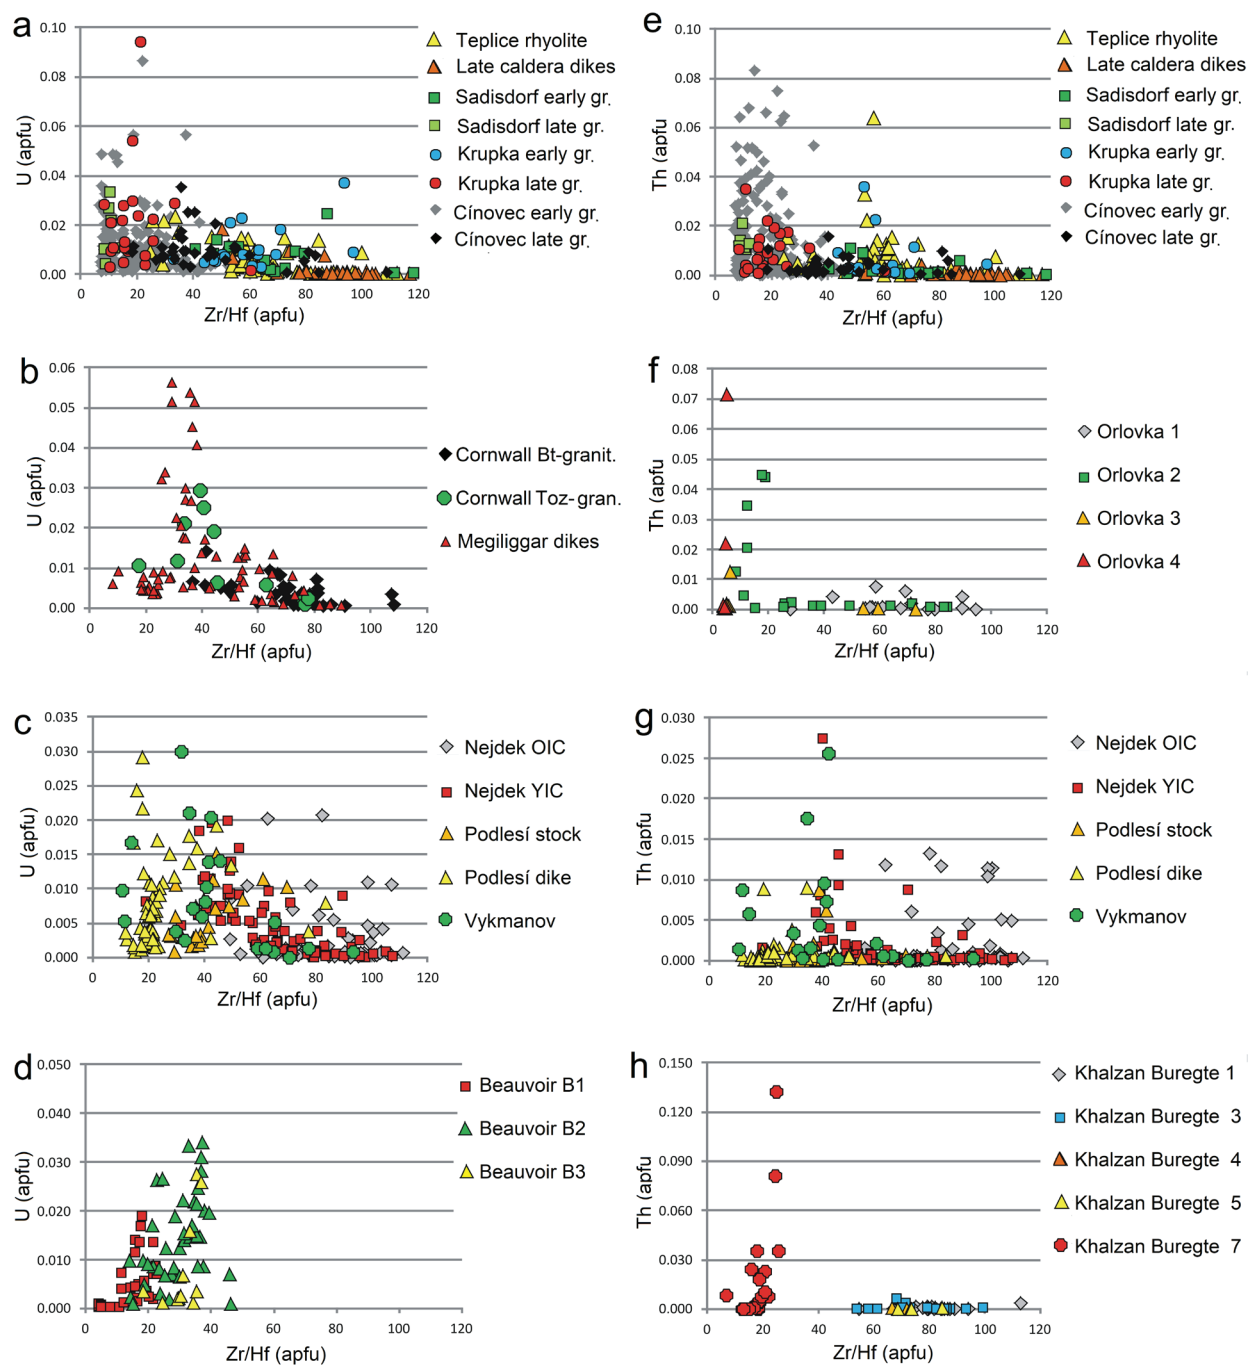 a
0.10
0.08
0.06
0.04
0.02
0.00
U (apfu)
0 20 40 60 80 100 120
Zr/Hf (apfu)
Teplice rhyolite
Late caldera dikes
Sadisdorf early gr.
Sadisdorf late gr.
Krupka early gr.
Krupka late gr.
Cínovec early gr.
Cínovec late gr.
e
0.10
0.08
0.06
0.04
0.02
0.00
Th (apfu
0 20 40 60 80 100 120
Zr/Hf (apfu)
Teplice rhyolite
Late caldera dikes
Sadisdorf early gr.
Sadisdorf late gr.
Krupka early gr.
Krupka late gr.
Cínovec early gr.
Cínovec late gr.
b
0.06
0.05
0.04
0.03
0.02
0.01
0.00
U (apfu)
0 20 40 60 80 100 120
Zr/Hf (apfu)
Cornwall Bt-granit.
Cornwall Toz-gran.
Megiliggar dikes
f
0.08
0.07
0.06
0.05
0.04
0.03
0.02
0.01
0.00
Th (apfu
0 20 40 60 80 100 120
Zr/Hf (apfu)
Orlovka 1
Orlovka 2
Orlovka 3
Orlovka 4
c
0.035
0.030
0.025
0.020
0.015
0.010
0.005
0.000
U (apfu)
0 20 40 60 80 100 120
Zr/Hf (apfu)
Nejdek OIC
Nejdek YIC
Podlesí stock
Podlesí dike
Vykmanov
g
0.030
0.025
0.020
0.015
0.010
0.005
0.000
Th (apfu
0 20 40 60 80 100 120
Zr/Hf (apfu)
Nejdek OIC
Nejdek YIC
Podlesí stock
Podlesí dike
Vykmanov
d
0.050
0.040
0.030
0.020
0.010
0.000
U (apfu)
0 20 40 60 80 100 120
Zr/Hf (apfu)
Beauvoir B1
Beauvoir B2
Beauvoir B3
h
0.150
0.120
0.090
0.060
0.030
0.000
Th (apfu
0 20 40 60 80 100 120
Zr/Hf (apfu)
Khalzan Buregte 1
Khalzan Buregte 3
Khalzan Buregte 4
Khalzan Buregte 5
Khalzan Buregte 7